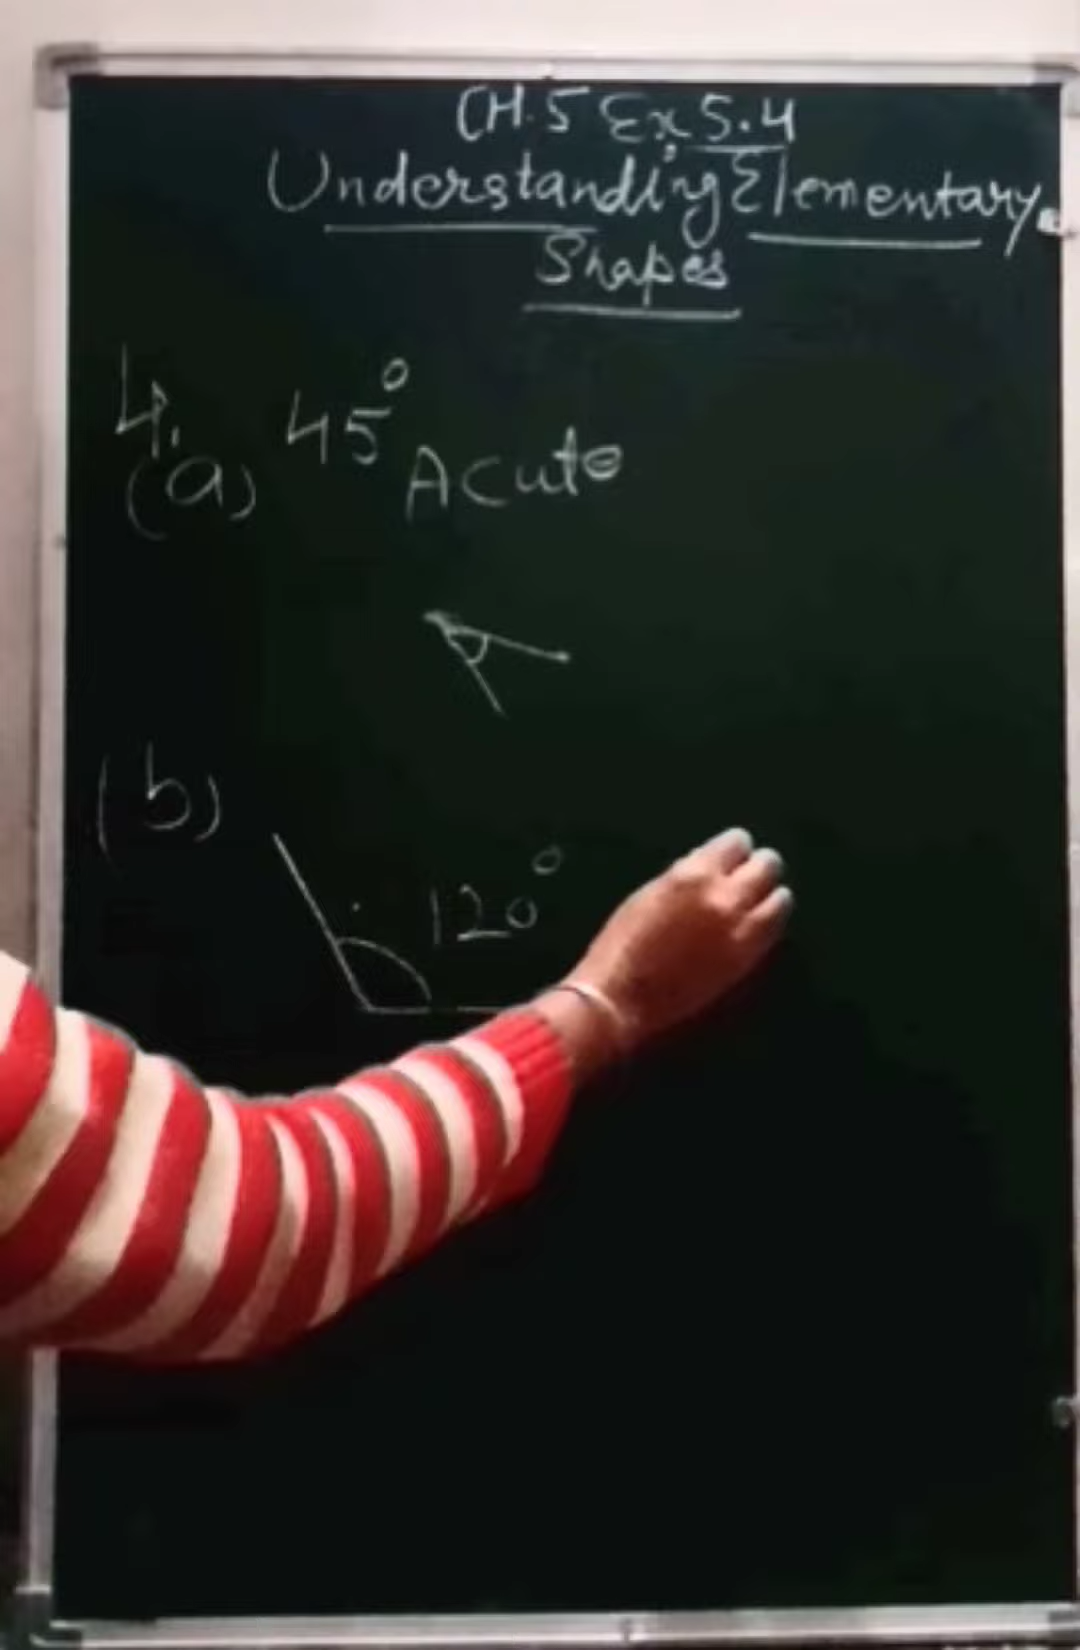 CH.5 Ex 5.4
Understanding Elementary
Shapes
4.
(a) 45° Acute
(b)
120°